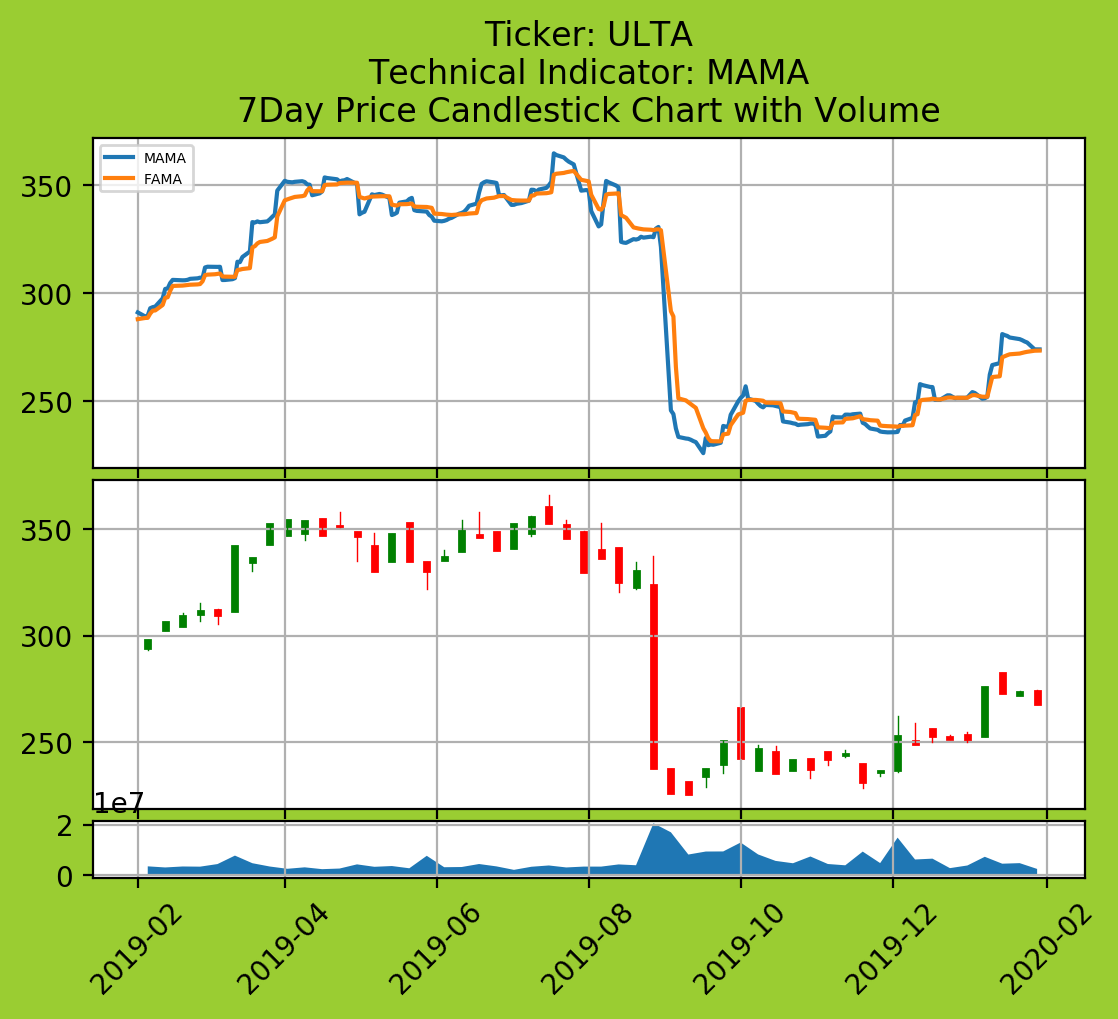 Ticker: ULTA
Technical Indicator: MAMA
7Day Price Candlestick Chart with Volume
MAMA
FAMA
350
300
250
350
300
250
1e7
2
0
2019-02
2019-04
2019-06
2019-08
2019-10
2019-12
2020-02